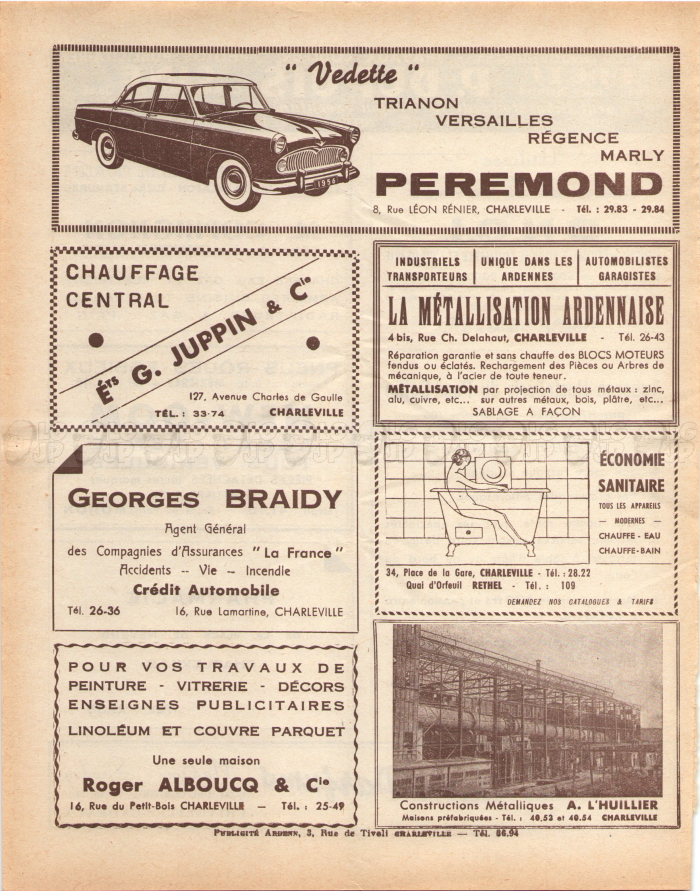 " Vedette "
TRIANON
VERSAILLES
RÉGENCE
MARLY
1956
PEREMOND
8, Rue LÉON RÉNIER, CHARLEVILLE - Tél. : 29.83 - 29.84
CHAUFFAGE
CENTRAL
Éts G. JUPPIN & Cie
127, Avenue Charles de Gaulle
TÉL. : 33-74 CHARLEVILLE
INDUSTRIELS
TRANSPORTEURS
UNIQUE DANS LES
ARDENNES
AUTOMOBILISTES
GARAGISTES
LA MÉTALLISATION ARDENNAISE
4 bis, Rue Ch. Delahaut, CHARLEVILLE - Tél. 26-43
Réparation garantie et sans chauffe des BLOCS MOTEURS
fendus ou éclatés. Rechargement des Pièces ou Arbres de
mécanique, à l'acier de toute teneur.
MÉTALLISATION par projection de tous métaux : zinc,
alu, cuivre, etc... sur autres métaux, bois, plâtre, etc...
SABLAGE A FAÇON
GEORGES BRAIDY
Agent Général
des Compagnies d'Assurances "La France"
Accidents -- Vie -- Incendie
Crédit Automobile
Tél. 26-36 16, Rue Lamartine, CHARLEVILLE
ÉCONOMIE
SANITAIRE
TOUS LES APPAREILS
— MODERNES —
CHAUFFE - EAU
CHAUFFE-BAIN
34, Place de la Gare, CHARLEVILLE - Tél. : 28.22
Quai d'Orfeuil RETHEL - Tél. : 109
DEMANDEZ NOS CATALOGUES & TARIFS
POUR VOS TRAVAUX DE
PEINTURE - VITRERIE - DÉCORS
ENSEIGNES PUBLICITAIRES
LINOLÉUM ET COUVRE PARQUET
Une seule maison
Roger ALBOUCQ & Cie
16, Rue du Petit-Bois CHARLEVILLE — Tél. : 25-49
Constructions Métalliques A. L'HUILLIER
Maisons préfabriquées - Tél. : 40.53 et 40.54 CHARLEVILLE
PUBLICITÉ ARDENN, 3, Rue de Tivoli CHARLEVILLE — Tél. 36.94